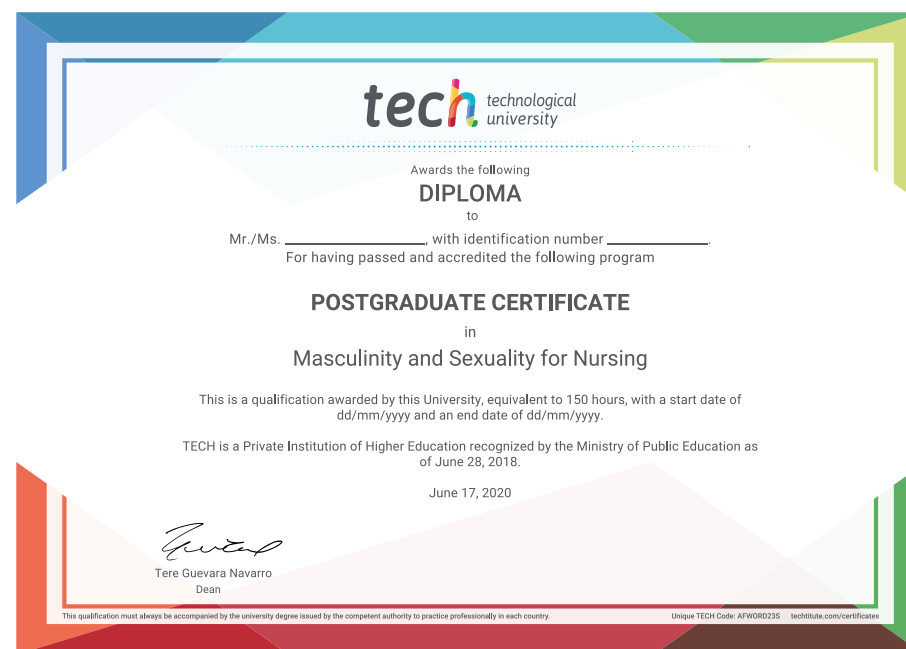 tech technological
university
Awards the following
DIPLOMA
to
Mr./Ms. ____________________, with identification number ______________.
For having passed and accredited the following program
POSTGRADUATE CERTIFICATE
in
Masculinity and Sexuality for Nursing
This is a qualification awarded by this University, equivalent to 150 hours, with a start date of
dd/mm/yyyy and an end date of dd/mm/yyyy.
TECH is a Private Institution of Higher Education recognized by the Ministry of Public Education as
of June 28, 2018.
June 17, 2020
Tere Guevara Navarro
Dean
This qualification must always be accompanied by the university degree issued by the competent authority to practice professionally in each country. Unique TECH Code: AFWORD23S techtitute.com/certificates